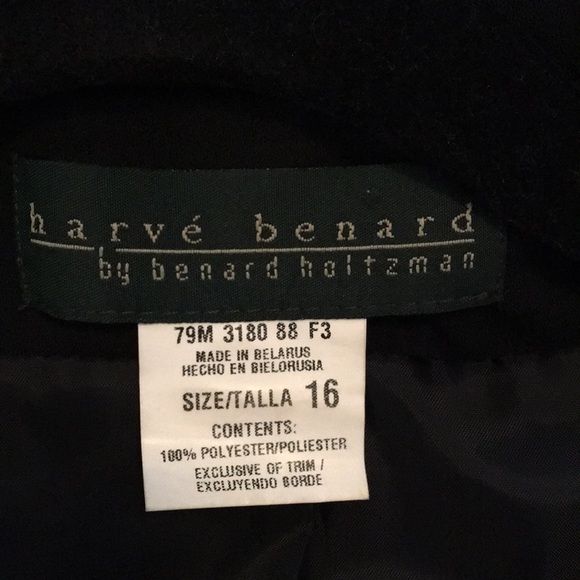 harvé benard
by benard holtzman
79M 3180 88 F3
MADE IN BELARUS
HECHO EN BIELORUSIA
SIZE/TALLA 16
CONTENTS:
100% POLYESTER/POLIESTER
EXCLUSIVE OF TRIM /
EXCLUYENDO BORDE